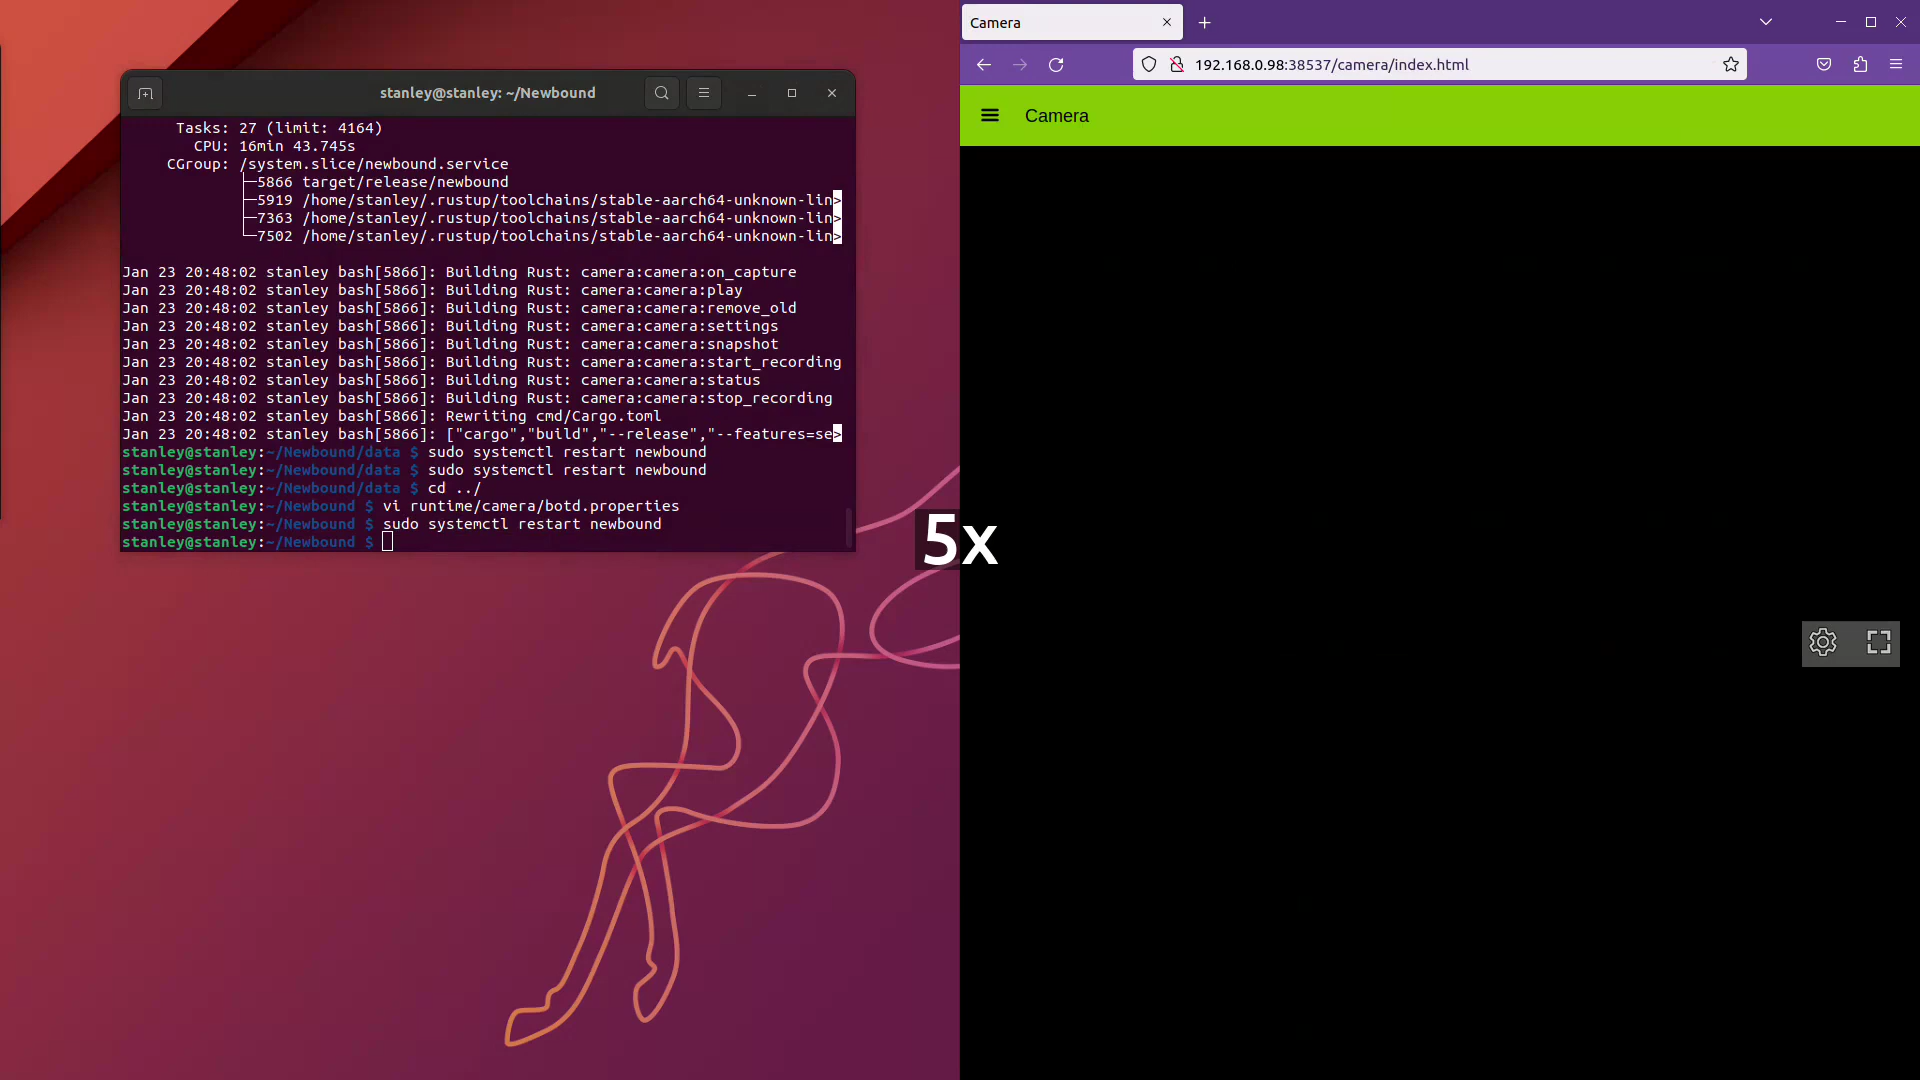 stanley@stanley: ~/Newbound
Tasks: 27 (limit: 4164)
CPU: 16min 43.745s
CGroup: /system.slice/newbound.service
├─5866 target/release/newbound
├─5919 /home/stanley/.rustup/toolchains/stable-aarch64-unknown-lin>
├─7363 /home/stanley/.rustup/toolchains/stable-aarch64-unknown-lin>
└─7502 /home/stanley/.rustup/toolchains/stable-aarch64-unknown-lin>
Jan 23 20:48:02 stanley bash[5866]: Building Rust: camera:camera:on_capture
Jan 23 20:48:02 stanley bash[5866]: Building Rust: camera:camera:play
Jan 23 20:48:02 stanley bash[5866]: Building Rust: camera:camera:remove_old
Jan 23 20:48:02 stanley bash[5866]: Building Rust: camera:camera:settings
Jan 23 20:48:02 stanley bash[5866]: Building Rust: camera:camera:snapshot
Jan 23 20:48:02 stanley bash[5866]: Building Rust: camera:camera:start_recording
Jan 23 20:48:02 stanley bash[5866]: Building Rust: camera:camera:status
Jan 23 20:48:02 stanley bash[5866]: Building Rust: camera:camera:stop_recording
Jan 23 20:48:02 stanley bash[5866]: Rewriting cmd/Cargo.toml
Jan 23 20:48:02 stanley bash[5866]: ["cargo","build","--release","--features=se>
stanley@stanley:~/Newbound/data $ sudo systemctl restart newbound
stanley@stanley:~/Newbound/data $ sudo systemctl restart newbound
stanley@stanley:~/Newbound/data $ cd ../
stanley@stanley:~/Newbound $ vi runtime/camera/botd.properties
stanley@stanley:~/Newbound $ sudo systemctl restart newbound
stanley@stanley:~/Newbound $
5x
Camera
192.168.0.98:38537/camera/index.html
Camera